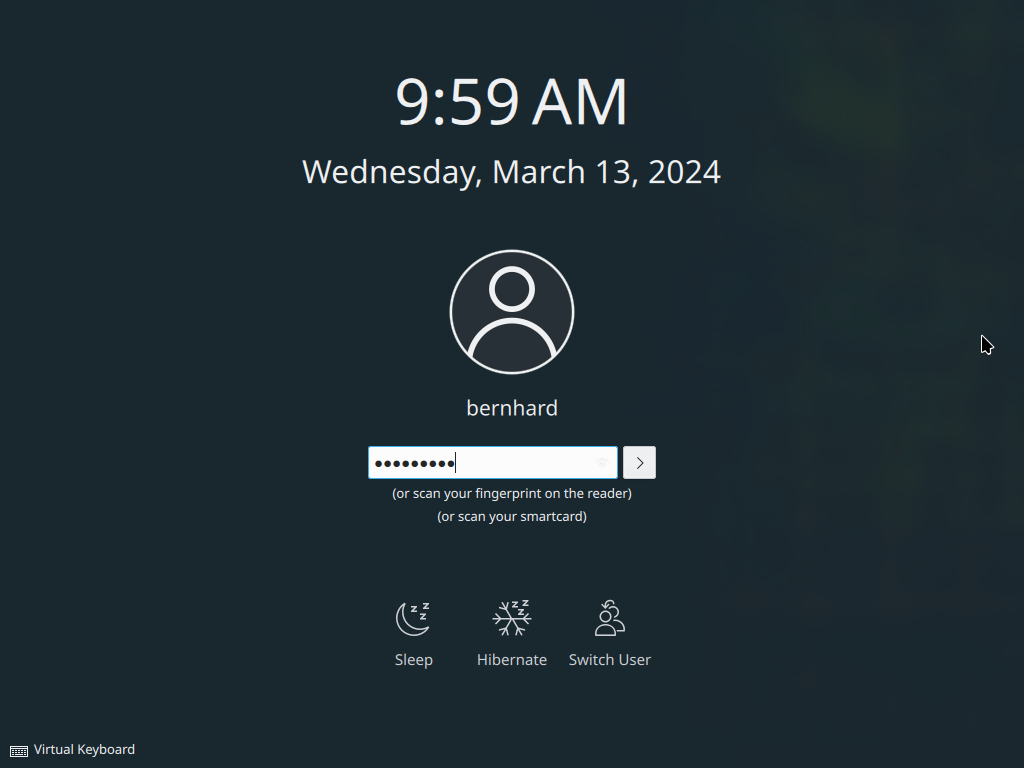 9:59 AM
Wednesday, March 13, 2024
bernhard
●●●●●●●●●
(or scan your fingerprint on the reader)
(or scan your smartcard)
Sleep
Hibernate
Switch User
Virtual Keyboard